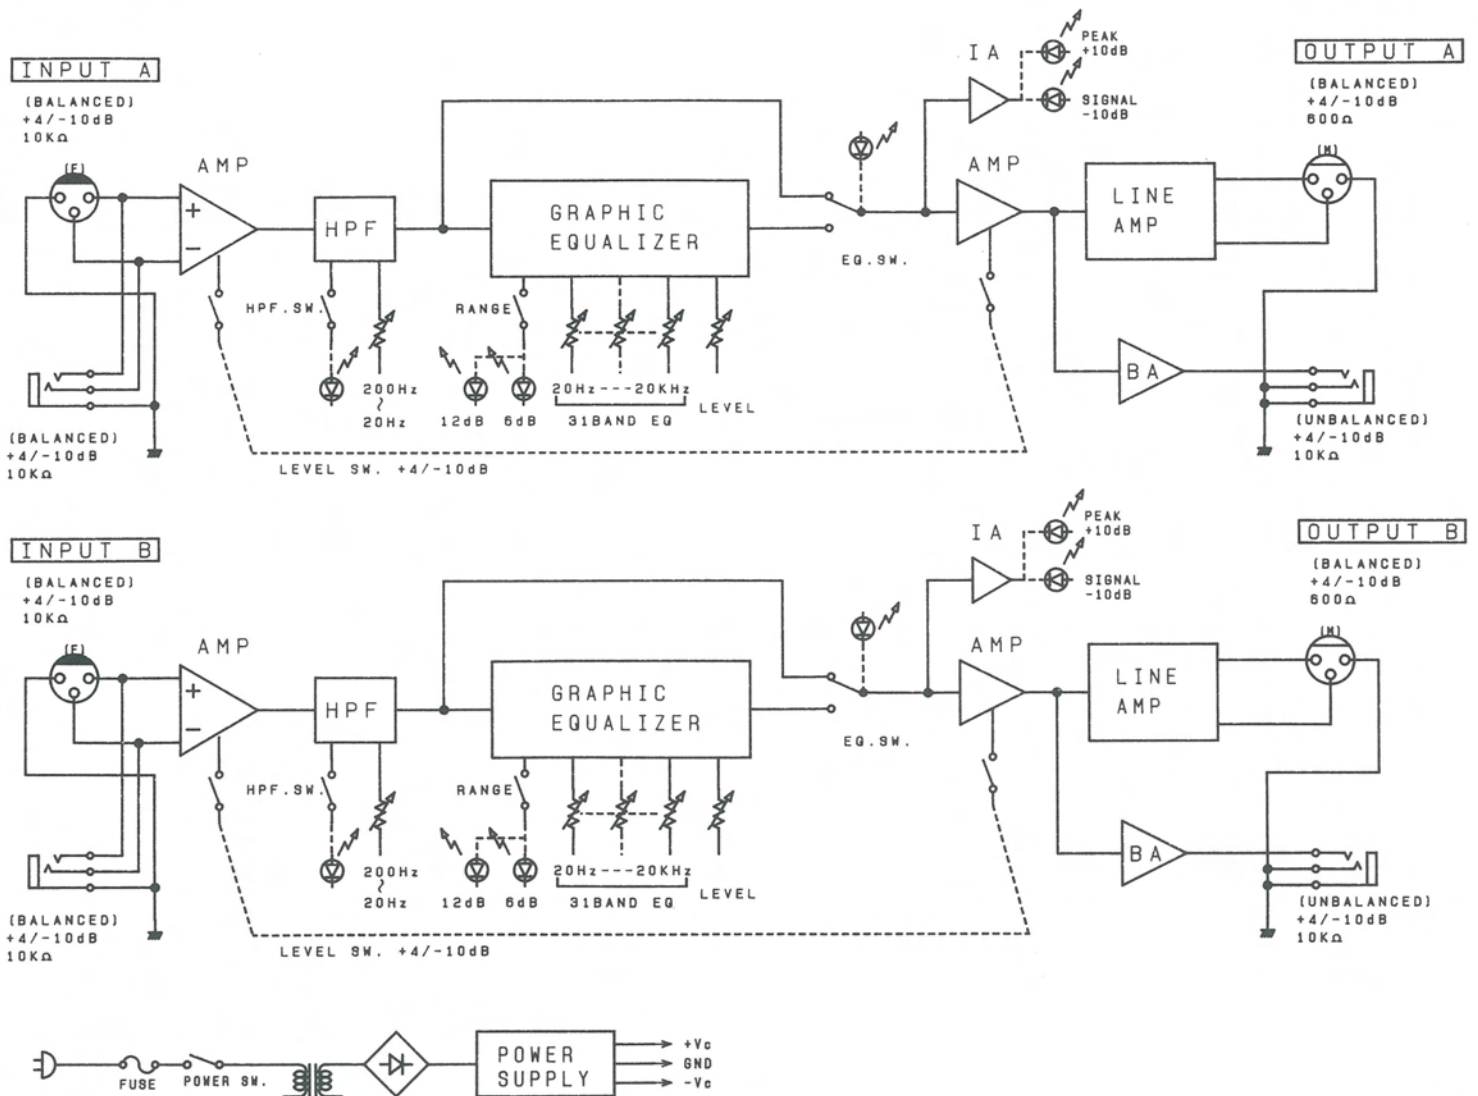 INPUT A
(BALANCED)
+4/-10dB
10KΩ
(F)
AMP
HPF
HPF.SW.
200Hz
~
20Hz
GRAPHIC
EQUALIZER
RANGE
12dB
6dB
20Hz---20KHz
31BAND EQ
LEVEL
EQ.SW.
IA
PEAK
+10dB
SIGNAL
-10dB
AMP
LINE
AMP
BA
OUTPUT A
(BALANCED)
+4/-10dB
600Ω
(M)
(UNBALANCED)
+4/-10dB
10KΩ
(BALANCED)
+4/-10dB
10KΩ
LEVEL SW. +4/-10dB
INPUT B
(BALANCED)
+4/-10dB
10KΩ
(F)
AMP
HPF
HPF.SW.
200Hz
~
20Hz
GRAPHIC
EQUALIZER
RANGE
12dB
6dB
20Hz---20KHz
31BAND EQ
LEVEL
EQ.SW.
IA
PEAK
+10dB
SIGNAL
-10dB
AMP
LINE
AMP
BA
OUTPUT B
(BALANCED)
+4/-10dB
600Ω
(M)
(UNBALANCED)
+4/-10dB
10KΩ
(BALANCED)
+4/-10dB
10KΩ
LEVEL SW. +4/-10dB
FUSE
POWER SW.
POWER
SUPPLY
+Vc
GND
-Vc